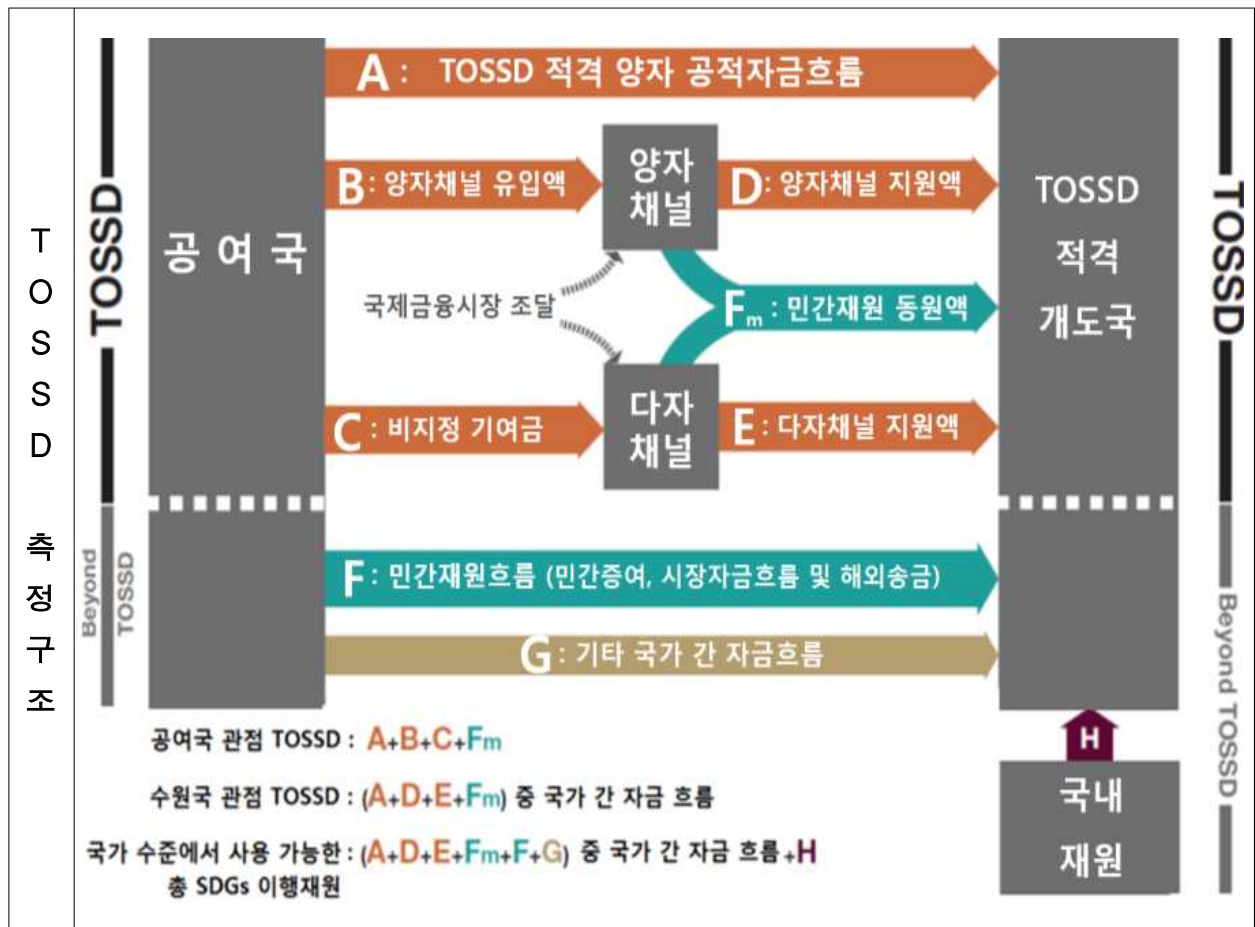 TOSSD 측정구조
TOSSD
Beyond
TOSSD
공 여 국
A : TOSSD 적격 양자 공적자금흐름
B : 양자채널 유입액
양자
채널
D : 양자채널 지원액
국제금융시장 조달
Fm : 민간재원 동원액
C : 비지정 기여금
다자
채널
E : 다자채널 지원액
F : 민간재원흐름 (민간증여, 시장자금흐름 및 해외송금)
G : 기타 국가 간 자금흐름
TOSSD
적격
개도국
H
국내
재원
TOSSD
Beyond TOSSD
공여국 관점 TOSSD : A+B+C+Fm
수원국 관점 TOSSD : (A+D+E+Fm) 중 국가 간 자금 흐름
국가 수준에서 사용 가능한 : (A+D+E+Fm+F+G) 중 국가 간 자금 흐름+H
총 SDGs 이행재원